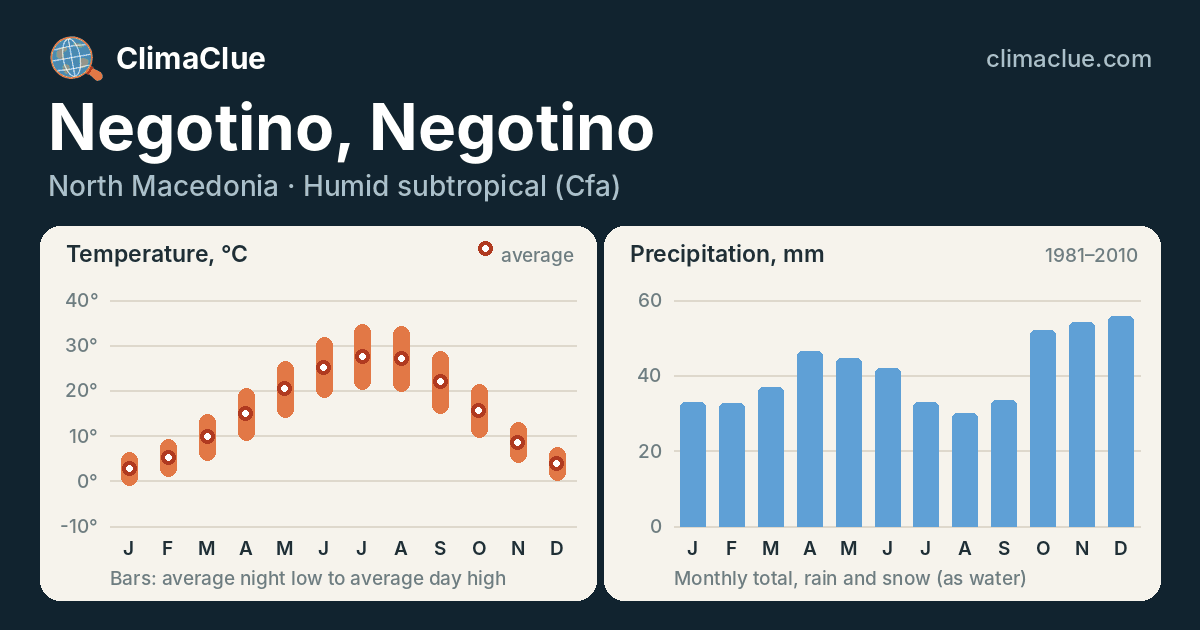 ClimaClue
climaclue.com
Negotino, Negotino
North Macedonia · Humid subtropical (Cfa)
Temperature, °C
average
40°
30°
20°
10°
0°
-10°
J F M A M J J A S O N D
Bars: average night low to average day high
Precipitation, mm
1981–2010
60
40
20
0
J F M A M J J A S O N D
Monthly total, rain and snow (as water)